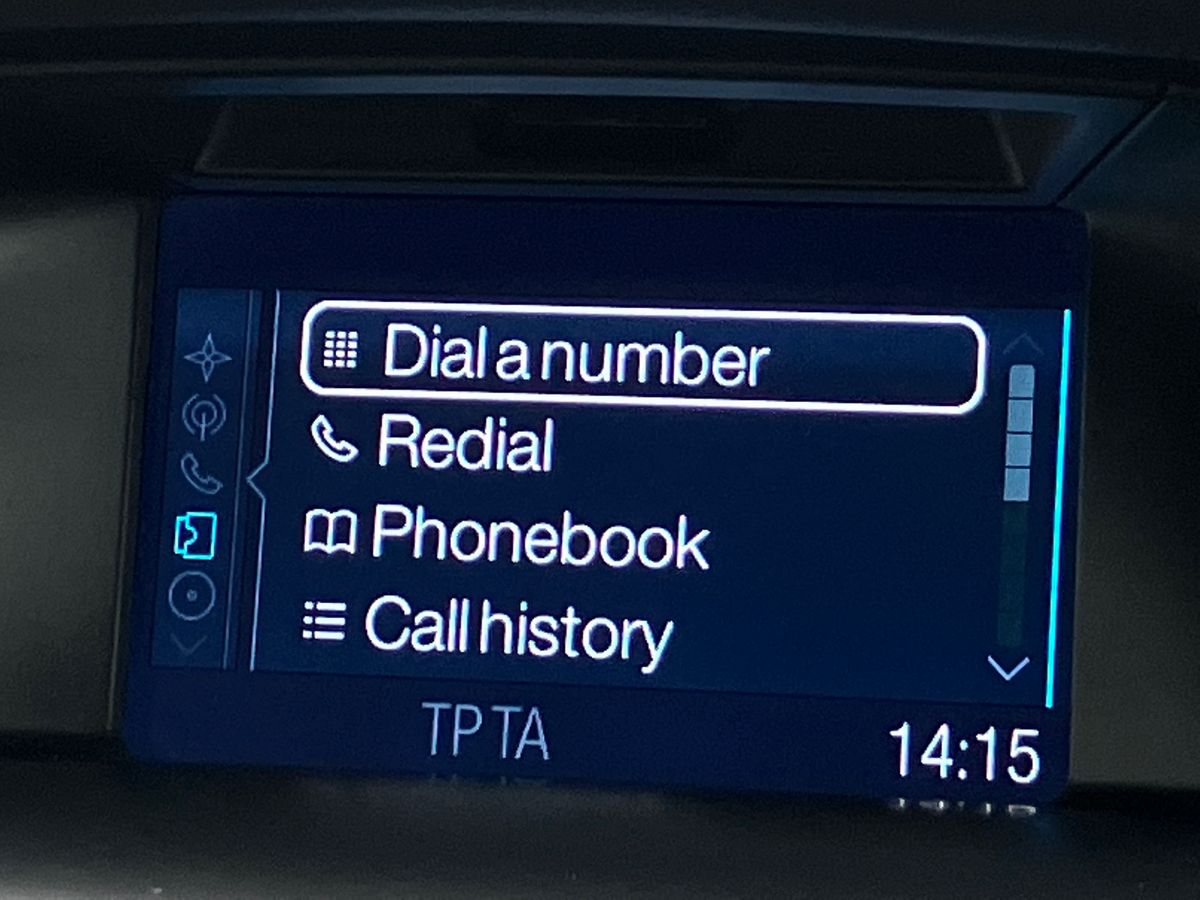 Dial a number
Redial
Phonebook
Call history
TP TA
14:15